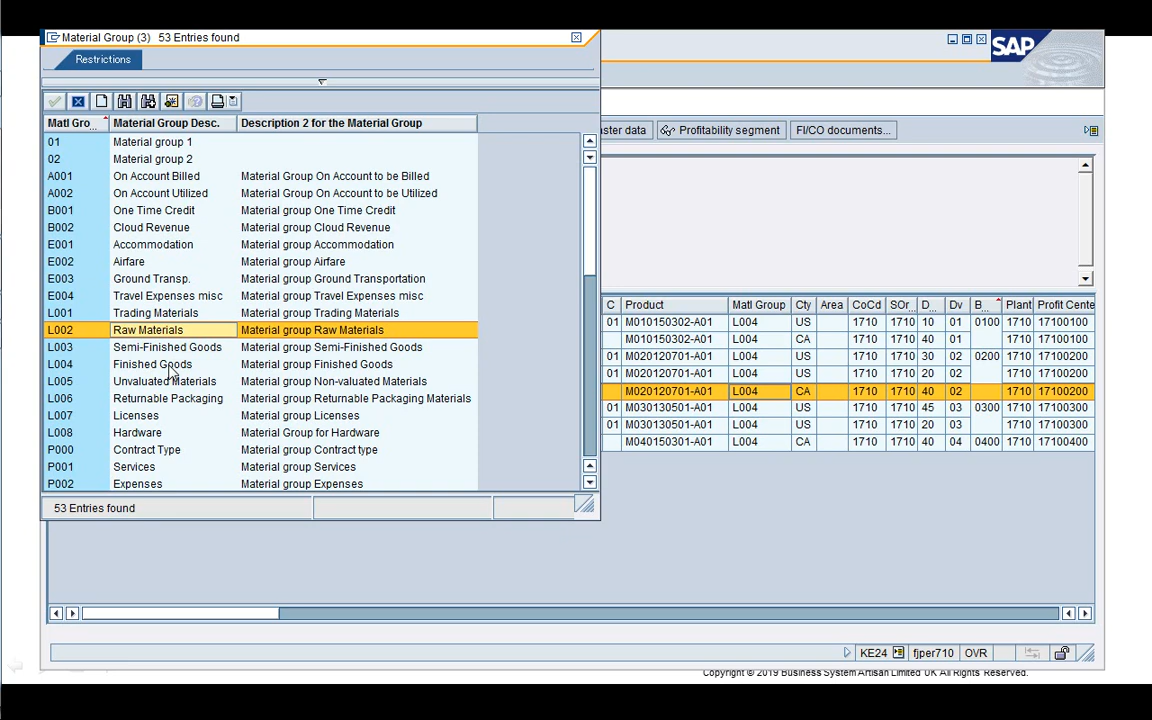 Material Group (3) 53 Entries found
SAP
Restrictions
ster data Profitability segment FI/CO documents...
Matl Gro... Material Group Desc. Description 2 for the Material Group
01 Material group 1
02 Material group 2
A001 On Account Billed Material Group On Account to be Billed
A002 On Account Utilized Material Group On Account to be Utilized
B001 One Time Credit Material group One Time Credit
B002 Cloud Revenue Material group Cloud Revenue
E001 Accommodation Material group Accommodation
E002 Airfare Material group Airfare
E003 Ground Transp. Material group Ground Transportation
E004 Travel Expenses misc Material group Travel Expenses misc
L001 Trading Materials Material group Trading Materials
L002 Raw Materials Material group Raw Materials
L003 Semi-Finished Goods Material group Semi-Finished Goods
L004 Finished Goods Material group Finished Goods
L005 Unvaluated Materials Material group Non-valuated Materials
L006 Returnable Packaging Material group Returnable Packaging Materials
L007 Licenses Material group Licenses
L008 Hardware Material Group for Hardware
P000 Contract Type Material group Contract type
P001 Services Material group Services
P002 Expenses Material group Expenses
53 Entries found
C Product Matl Group Cty Area CoCd SOr. D... Dv B... Plant Profit Cente
01 M010150302-A01 L004 US 1710 1710 10 01 0100 1710 17100100
M010150302-A01 L004 CA 1710 1710 40 01 1710 17100100
01 M020120701-A01 L004 US 1710 1710 30 02 0200 1710 17100200
01 M020120701-A01 L004 US 1710 1710 20 02 1710 17100200
M020120701-A01 L004 CA 1710 1710 40 02 1710 17100200
01 M030130501-A01 L004 US 1710 1710 45 03 0300 1710 17100300
01 M030130501-A01 L004 US 1710 1710 20 03 1710 17100300
M040150301-A01 L004 CA 1710 1710 40 04 0400 1710 17100400
KE24 fjper710 OVR
Copyright © 2019 Business System Artisan Limited UK All Rights Reserved.